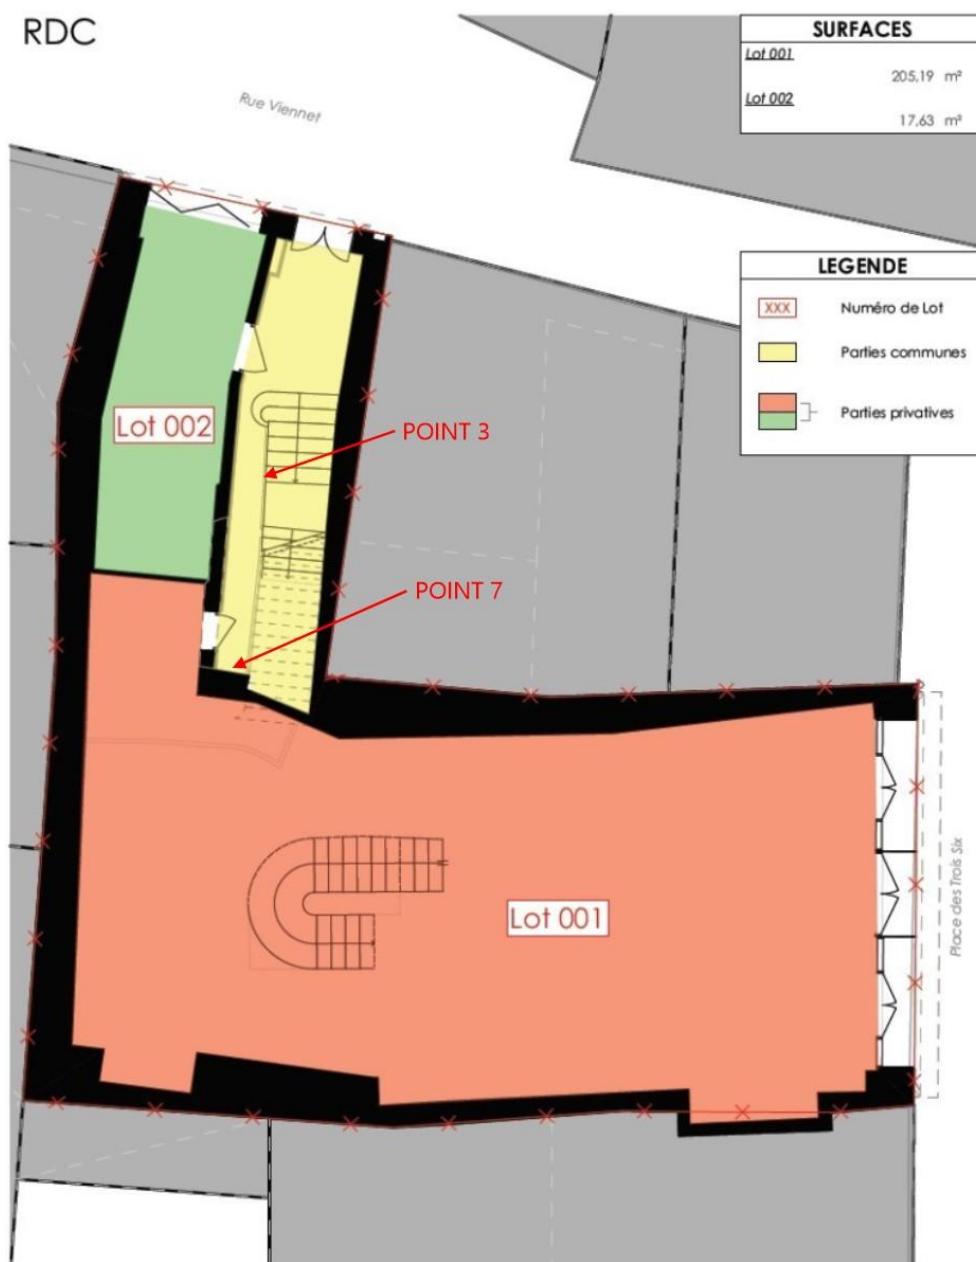 RDC
SURFACES
Lot 001
205,19 m²
Lot 002
17,63 m²
Rue Viennet
LEGENDE
XXX Numéro de Lot
Parties communes
Parties privatives
Lot 002
POINT 3
POINT 7
Lot 001
Place des Trois Six